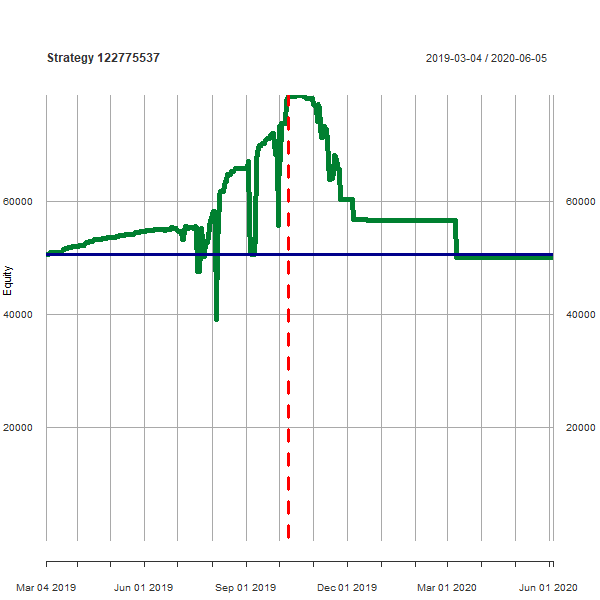 Strategy 122775537
2019-03-04 / 2020-06-05
60000 60000
Equity
40000 40000
20000 20000
Mar 04 2019 Jun 01 2019 Sep 01 2019 Dec 01 2019 Mar 01 2020 Jun 01 2020